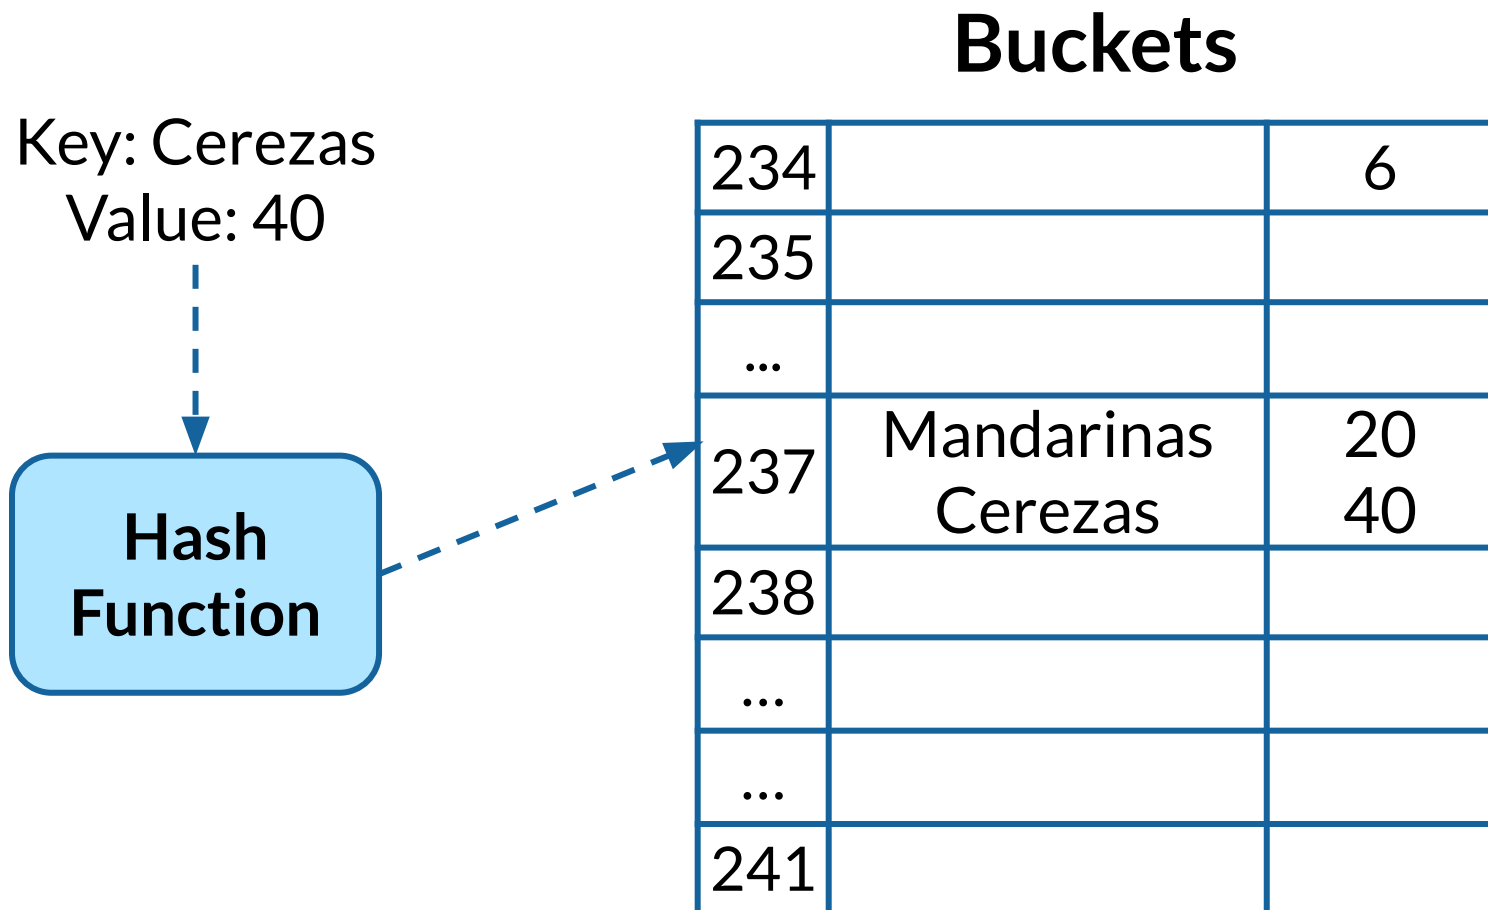 Buckets
Key: Cerezas
Value: 40
Hash
Function
234 6
235
...
237 Mandarinas 20
Cerezas 40
238
...
...
241